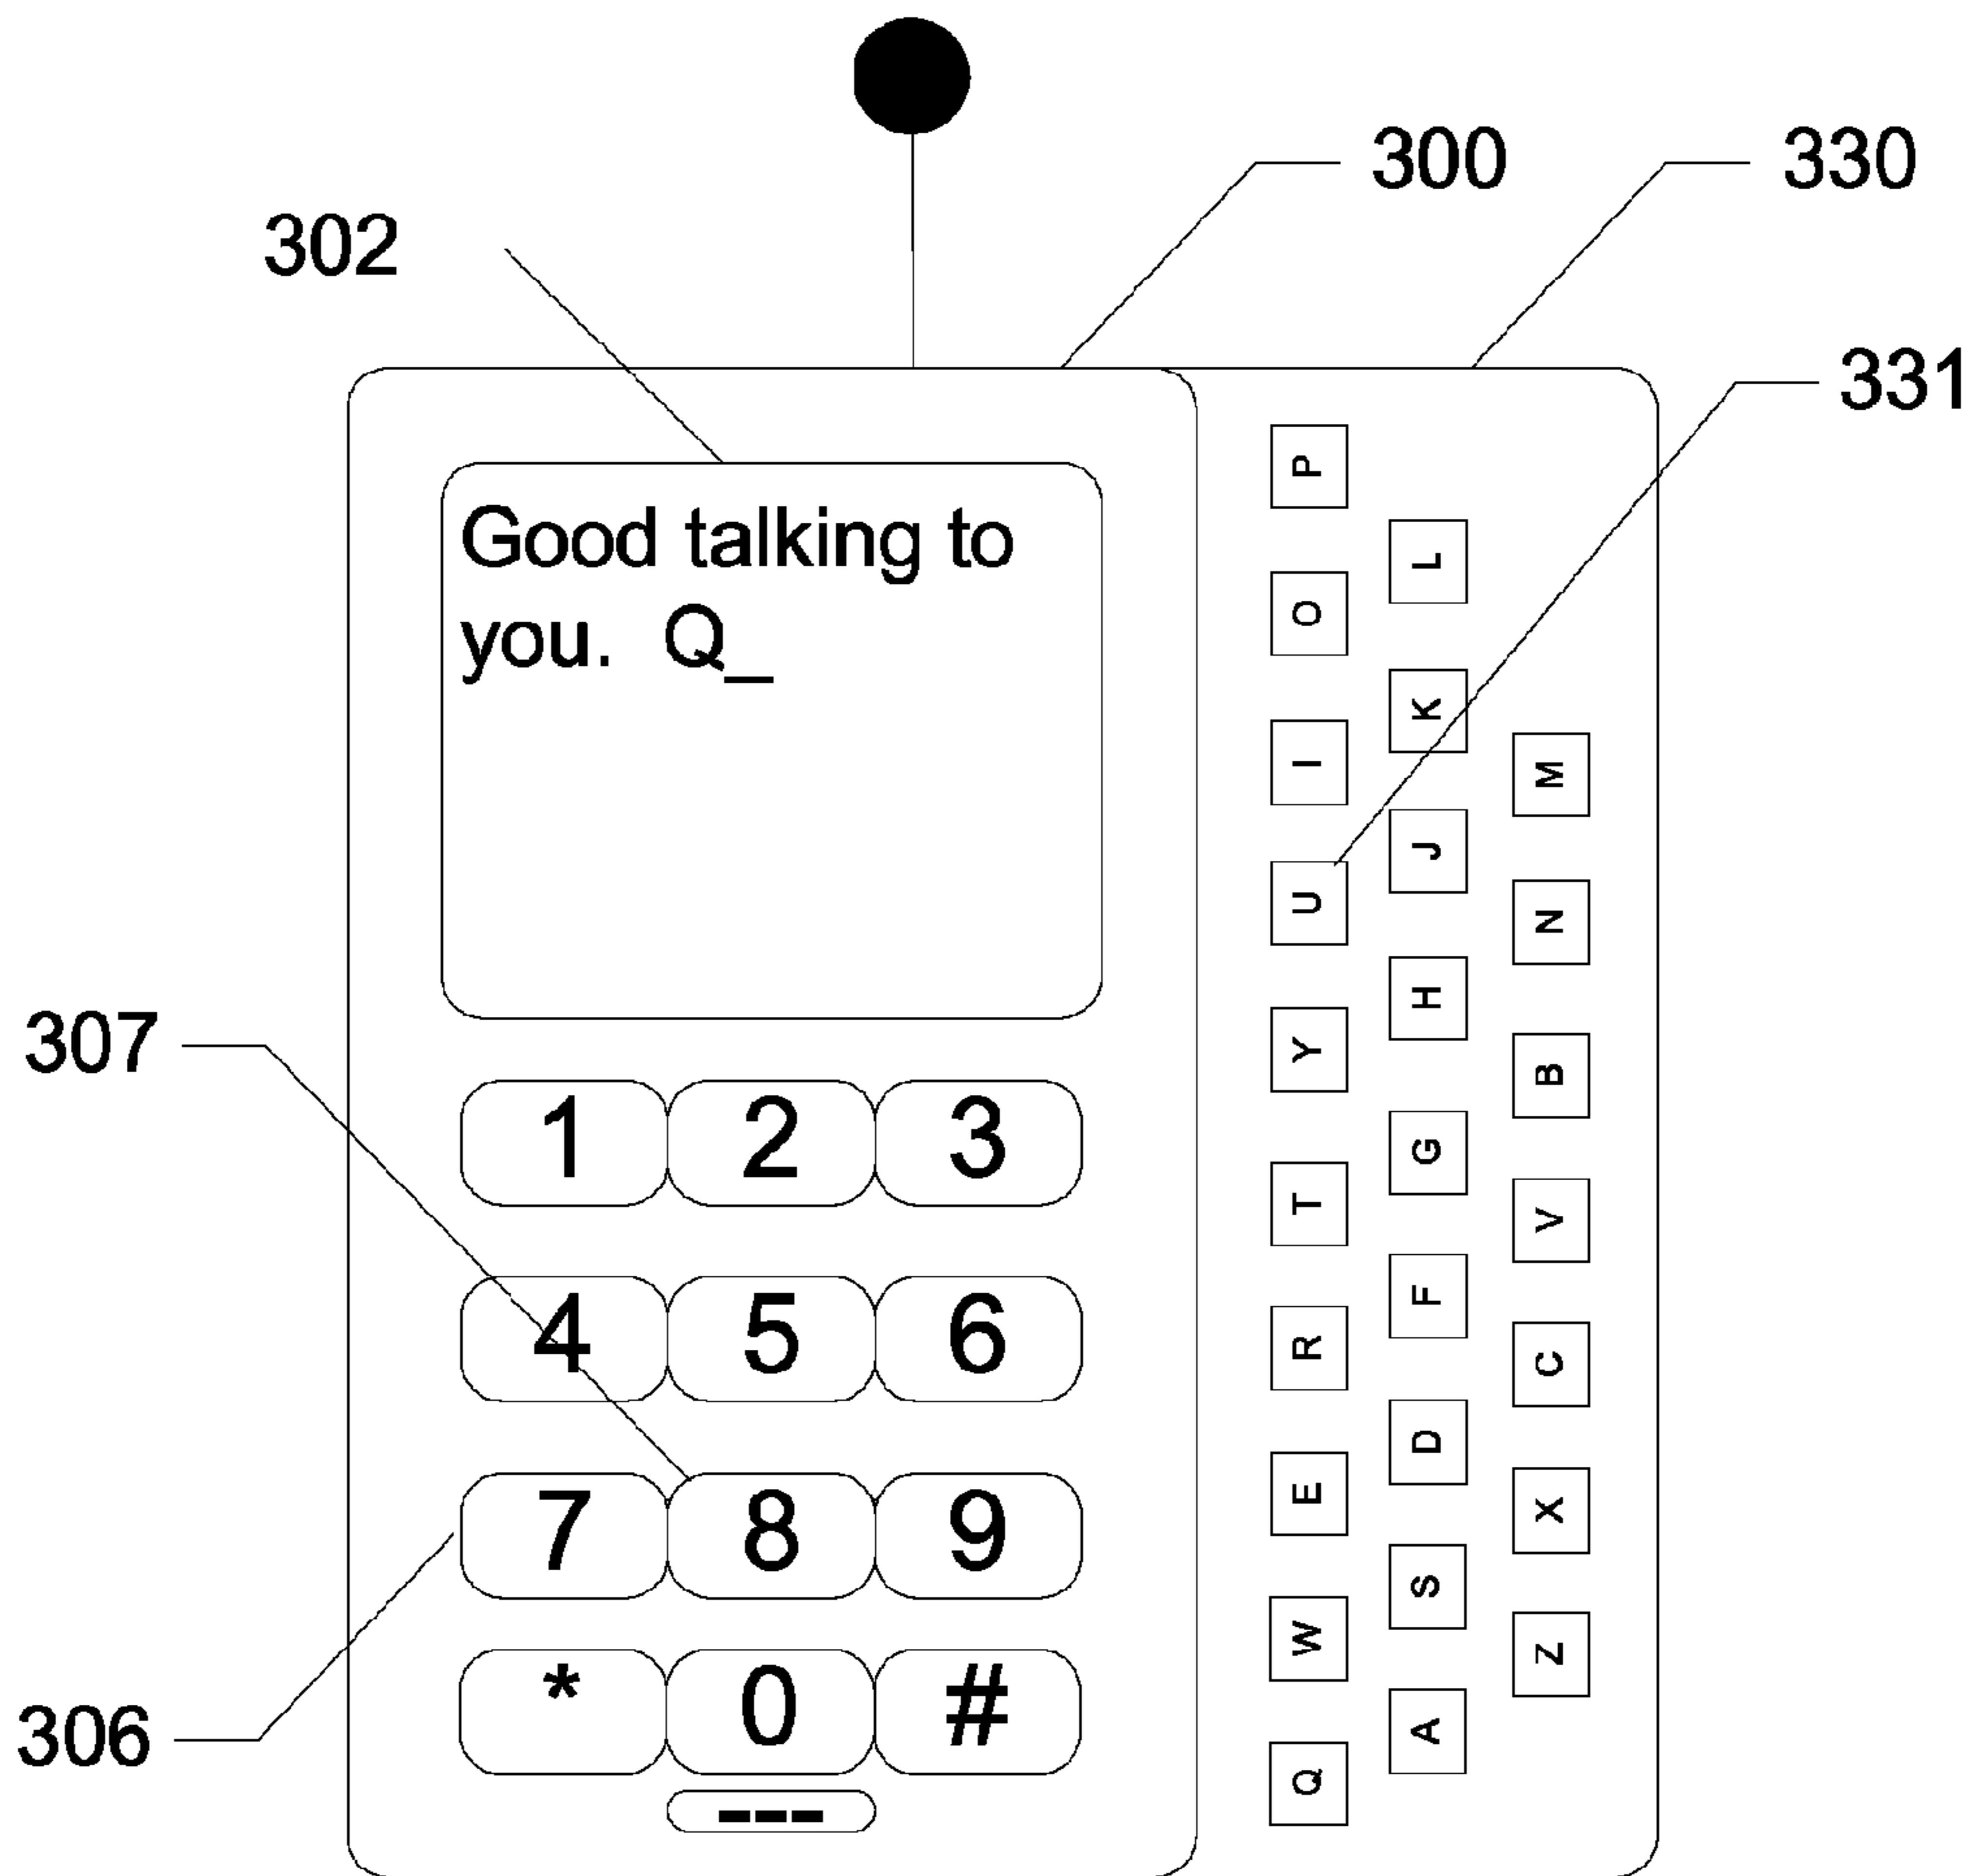 300
330
302
331
Good talking to
you.  Q_
307
306
1 2 3
4 5 6
7 8 9
* 0 #
---
Q W E R T Y U I O P
A S D F G H J K L
Z X C V B N M